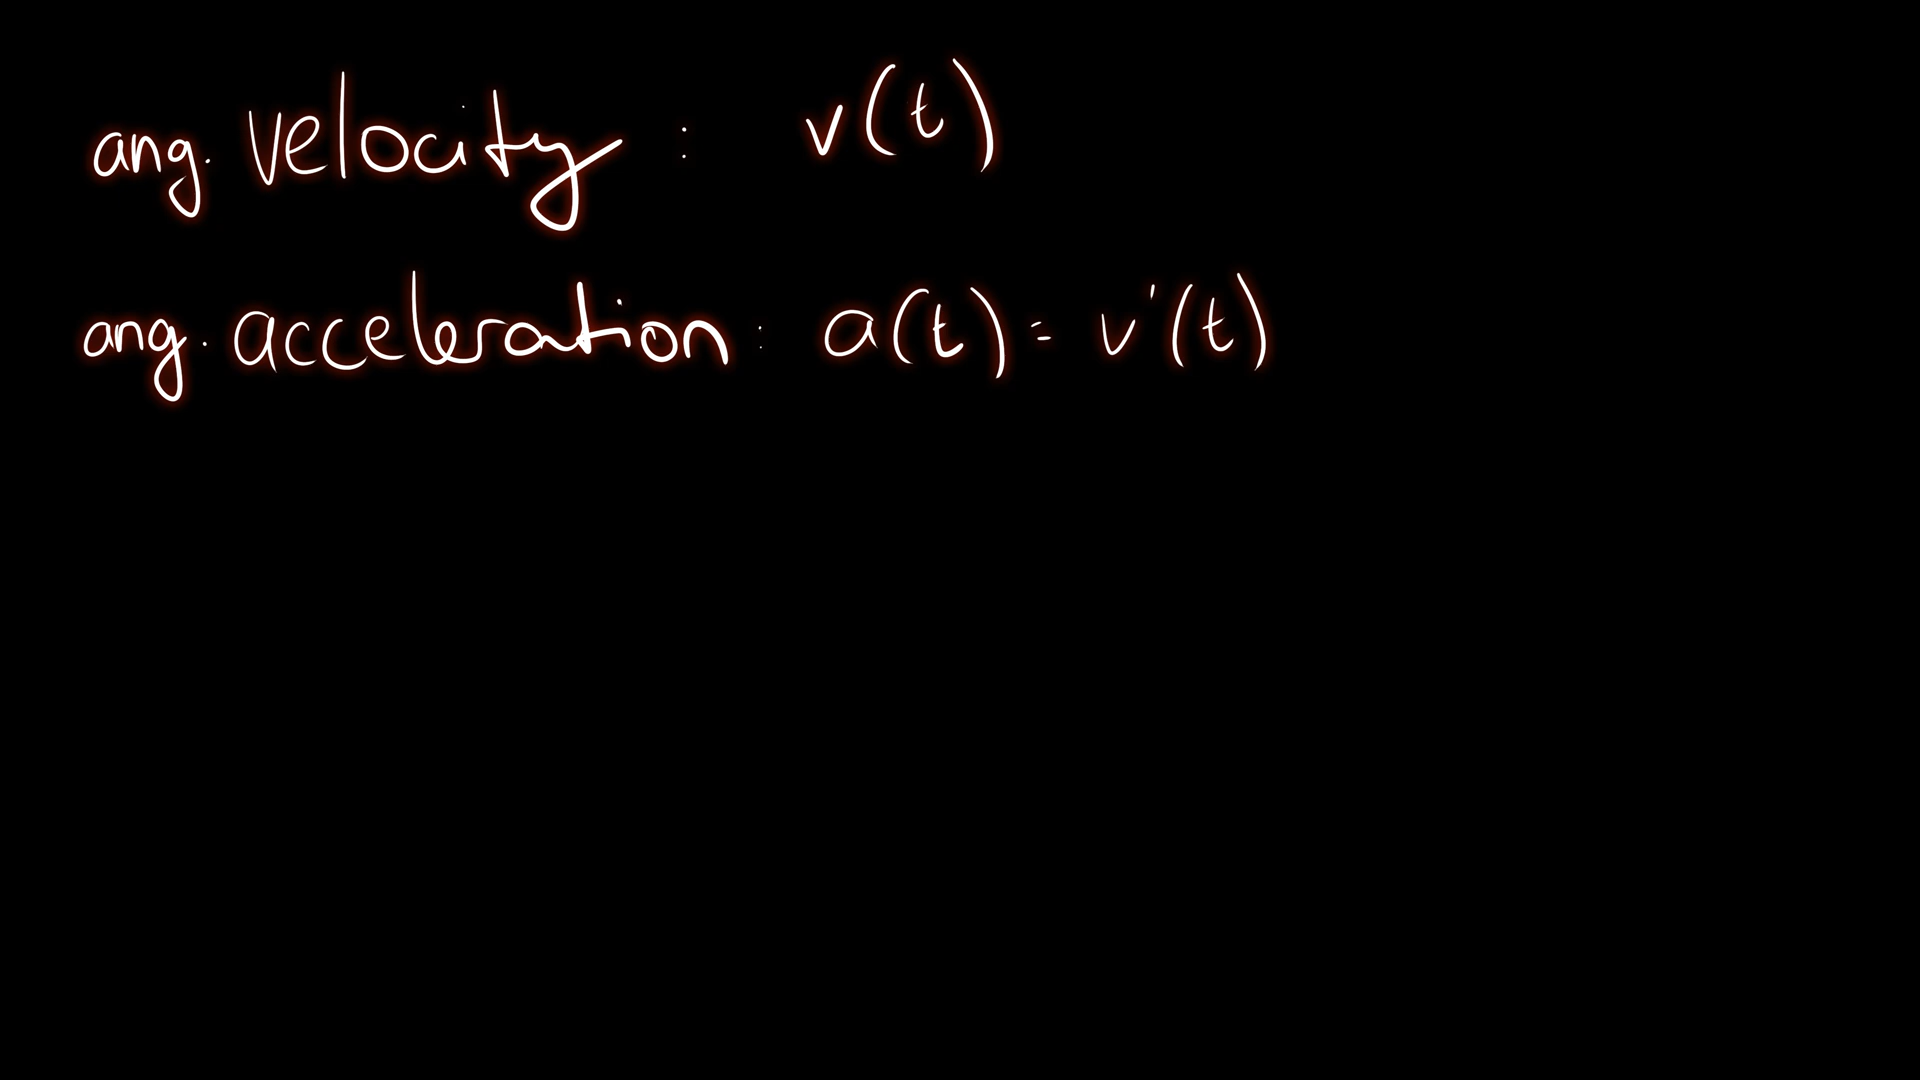 ang. velocity : v(t)
ang. acceleration : a(t) = v'(t)